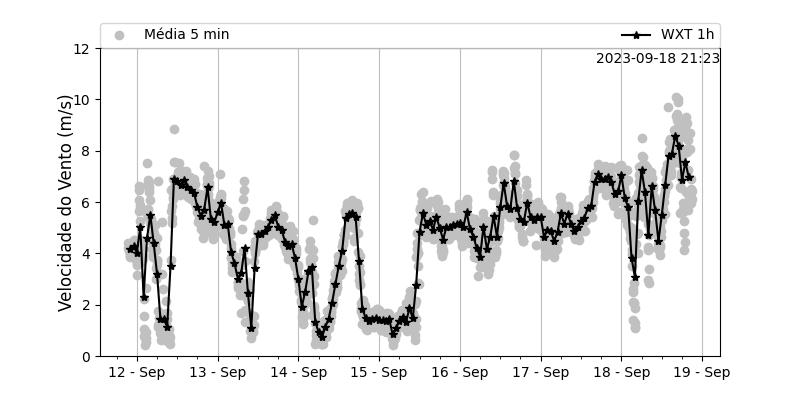 Média 5 min
WXT 1h
2023-09-18 21:23
Velocidade do Vento (m/s)
12
10
8
6
4
2
0
12 - Sep
13 - Sep
14 - Sep
15 - Sep
16 - Sep
17 - Sep
18 - Sep
19 - Sep